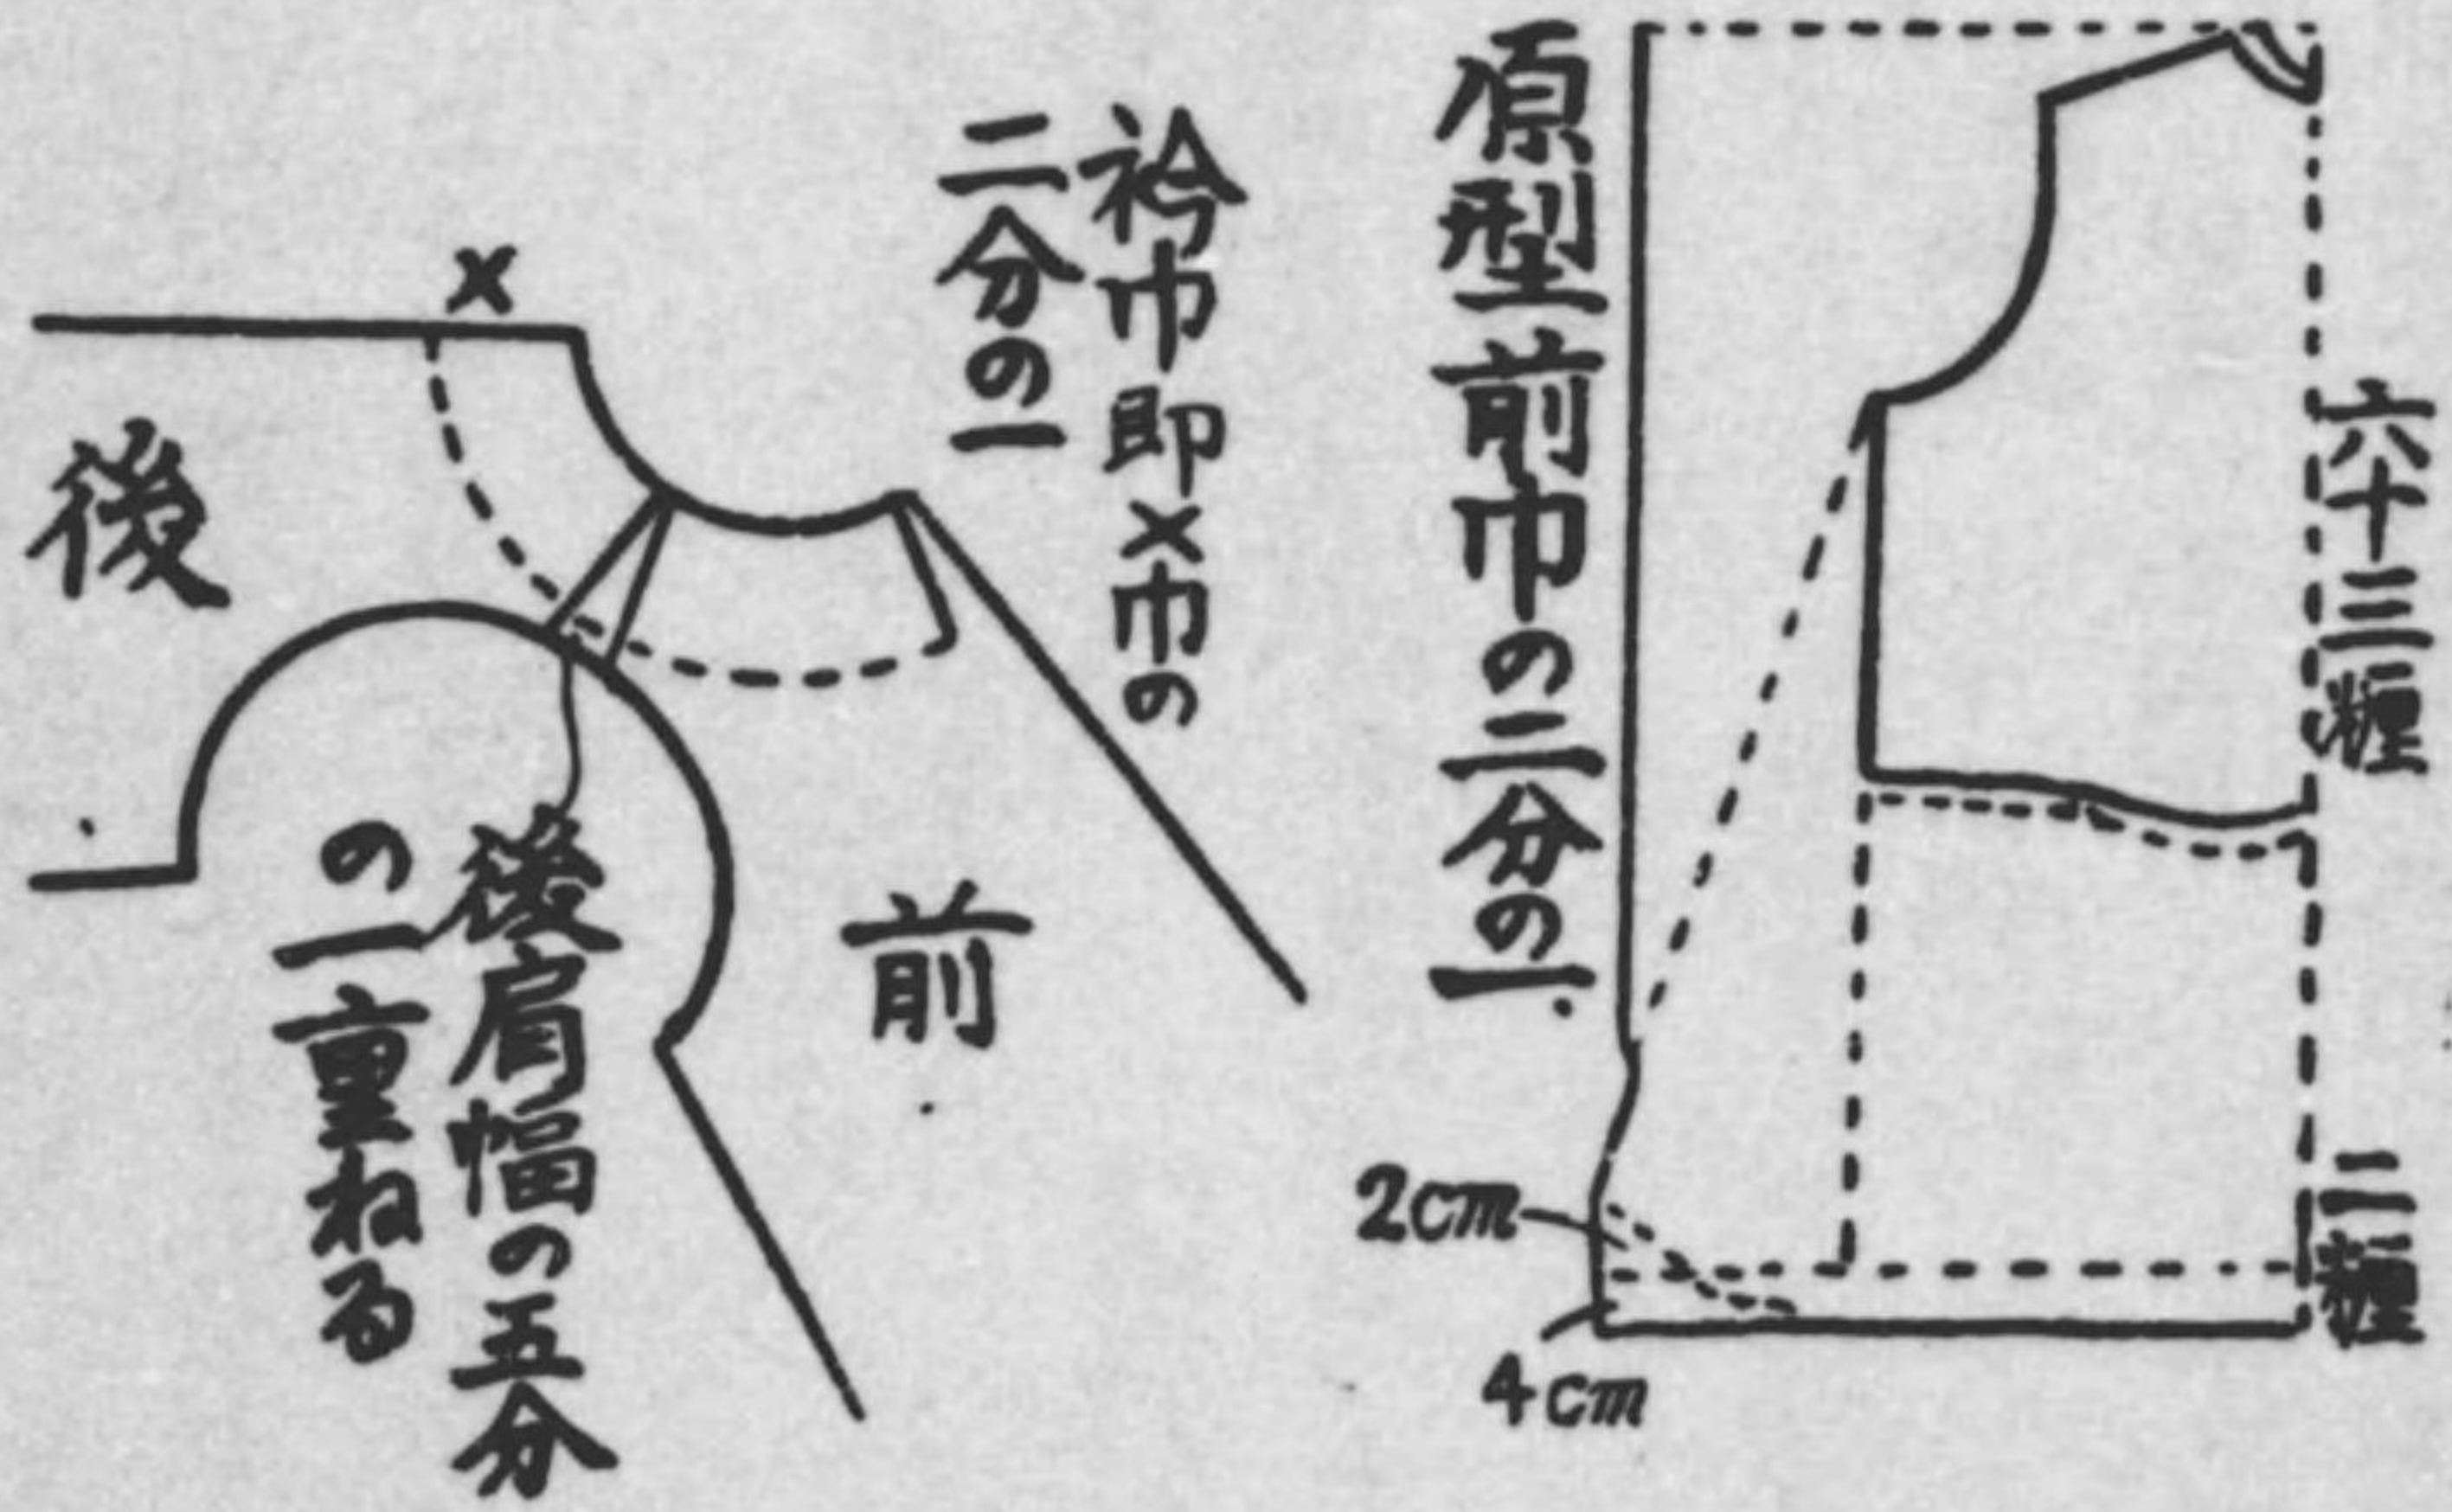 六十三糎
二糎
原型前巾の二分の一
2cm
4cm
衿巾即×巾の
二分の一
×
後
前
後肩幅の五分
の一重ねる